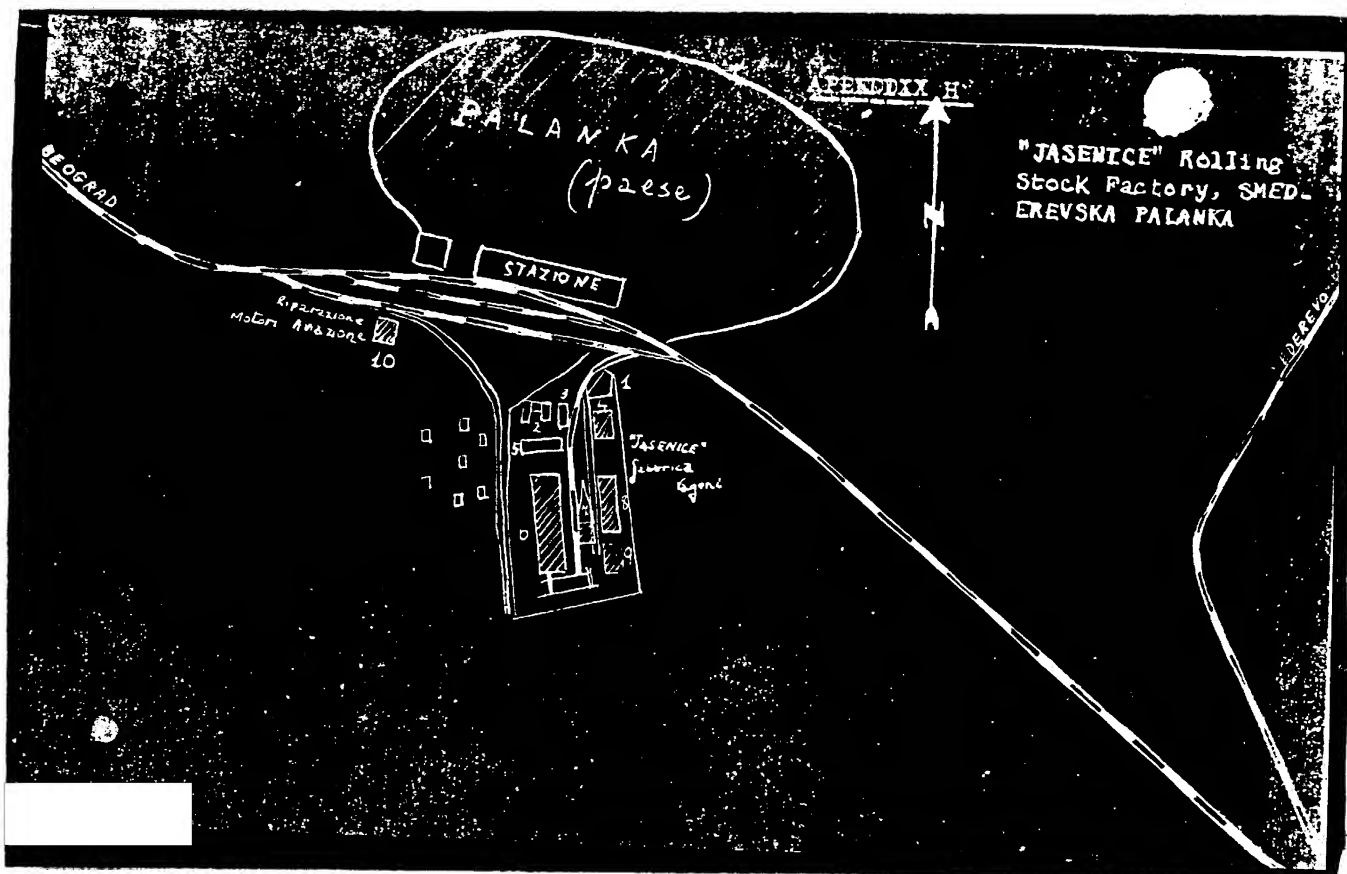 APENDDIX H
"JASENICE" Rolling
Stock Factory, SMED-
EREVSKA PALANKA
PALANKA
(paese)
N
BEOGRAD
STAZIONE
Riparazione
Motori Aviazione
10
1
2
3
5
"JASENICE"
fabbrica
vagoni
8
9
DEREVO